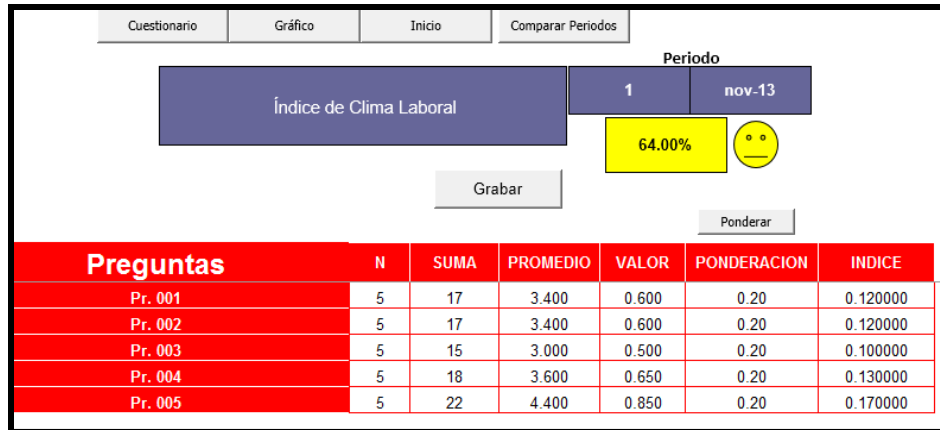 Cuestionario Gráfico Inicio Comparar Periodos
Periodo
Índice de Clima Laboral 1 nov-13
64.00%
Grabar
Ponderar
Preguntas N SUMA PROMEDIO VALOR PONDERACION INDICE
Pr. 001 5 17 3.400 0.600 0.20 0.120000
Pr. 002 5 17 3.400 0.600 0.20 0.120000
Pr. 003 5 15 3.000 0.500 0.20 0.100000
Pr. 004 5 18 3.600 0.650 0.20 0.130000
Pr. 005 5 22 4.400 0.850 0.20 0.170000